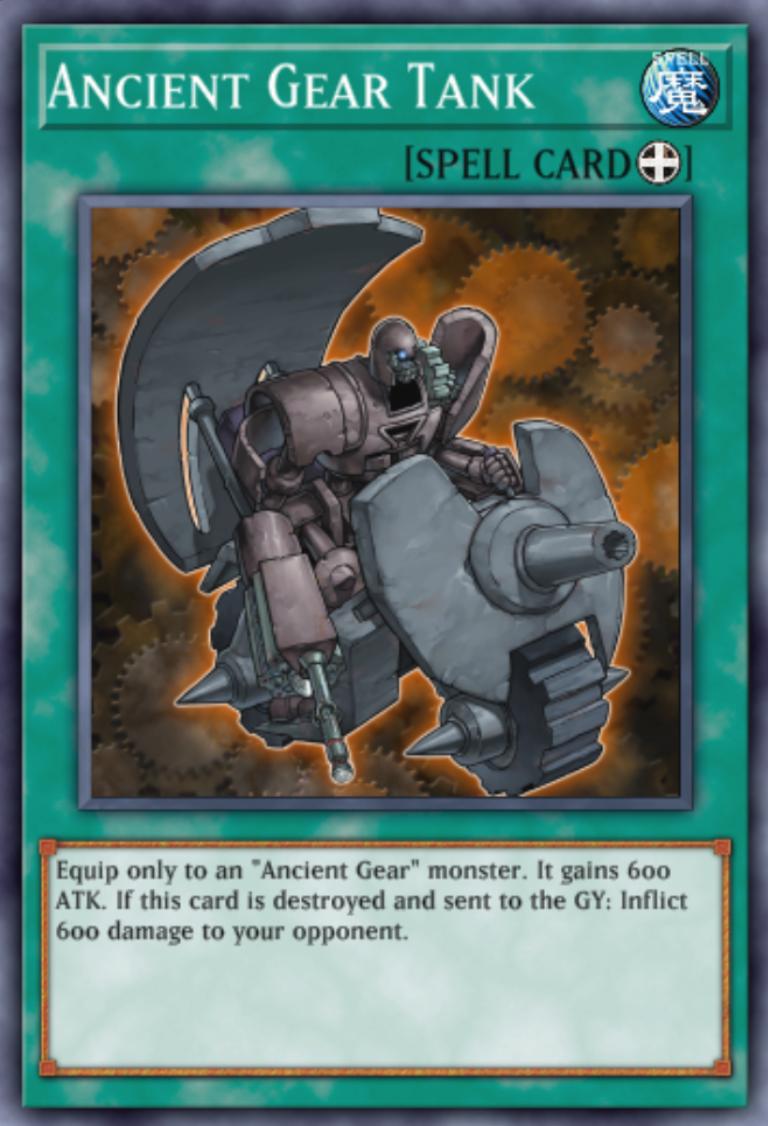 ANCIENT GEAR TANK
SPELL
魔
[SPELL CARD]
Equip only to an "Ancient Gear" monster. It gains 600
ATK. If this card is destroyed and sent to the GY: Inflict
600 damage to your opponent.